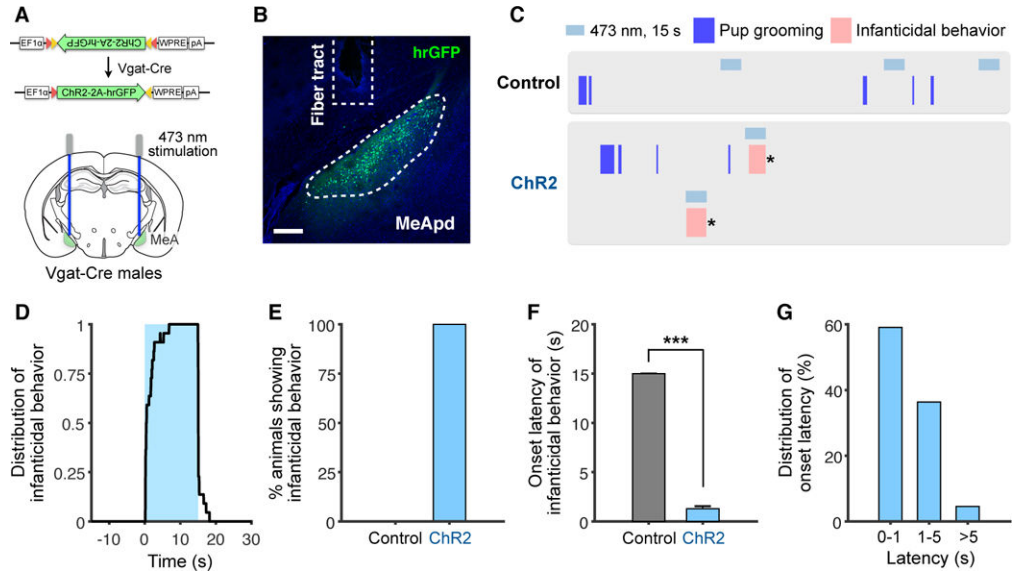 A
EF1α ChR2-2A-hrGFP WPRE pA
Vgat-Cre
EF1α ChR2-2A-hrGFP WPRE pA
473 nm
stimulation
MeA
Vgat-Cre males
B
hrGFP
Fiber tract
MeApd
C
473 nm, 15 s Pup grooming Infanticidal behavior
Control
ChR2
*
*
D
Distribution of
infanticidal behavior
1
0.75
0.5
0.25
0
-10 0 10 20 30
Time (s)
E
% animals showing
infanticidal behavior
100
80
60
40
20
0
Control ChR2
F
Onset latency of
infanticidal behavior (s)
20
15
10
5
0
***
Control ChR2
G
Distribution of
onset latency (%)
60
40
20
0
0-1 1-5 >5
Latency (s)